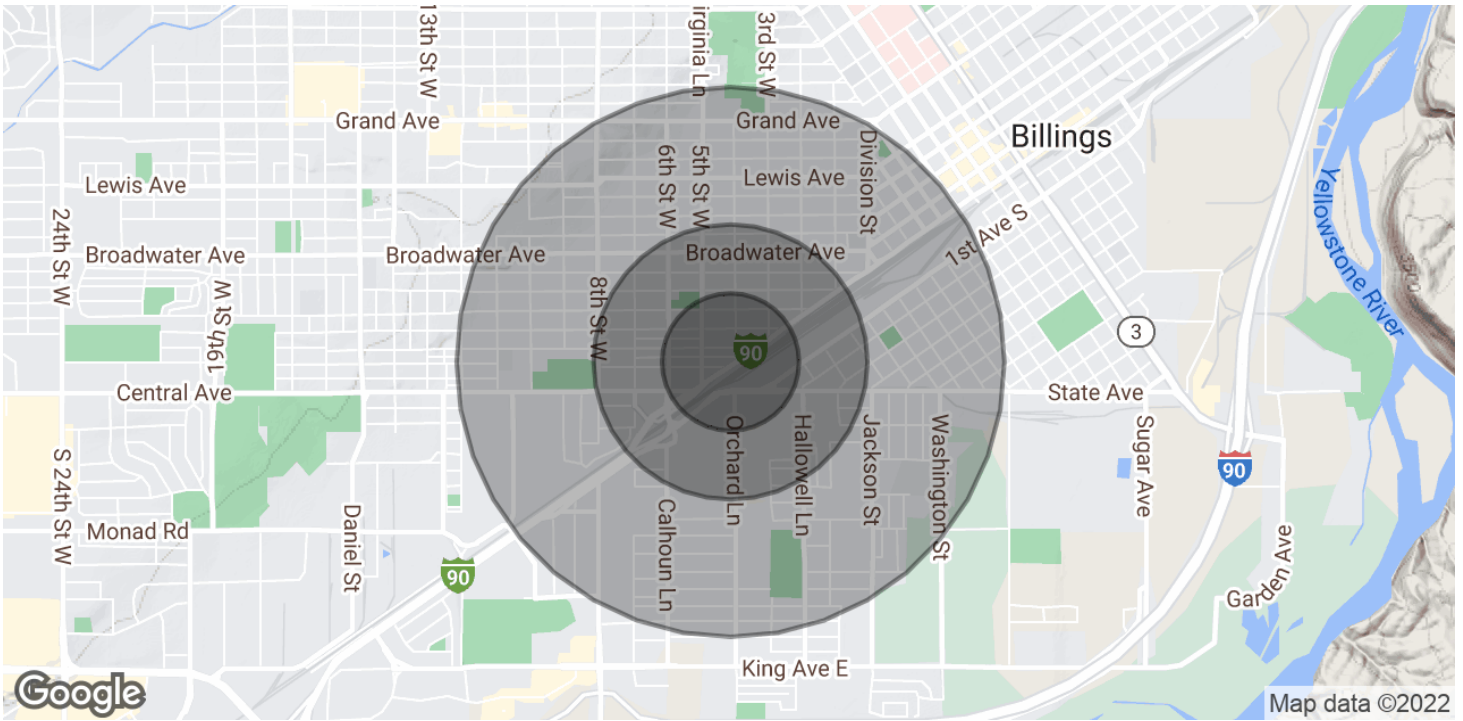 13th St W
Virginia Ln
3rd St W
Grand Ave
Grand Ave
Billings
Division St
6th St W
5th St W
Lewis Ave
Lewis Ave
24th St W
Yellowstone River
Broadwater Ave
Broadwater Ave
Broadwater Ave
1st Ave S
3500
19th St W
8th St W
90
3
Central Ave
State Ave
S 24th St W
Orchard Ln
Hallowell Ln
Jackson St
Washington St
Sugar Ave
90
Monad Rd
Daniel St
Calhoun Ln
90
Garden Ave
King Ave E
Google
Map data ©2022